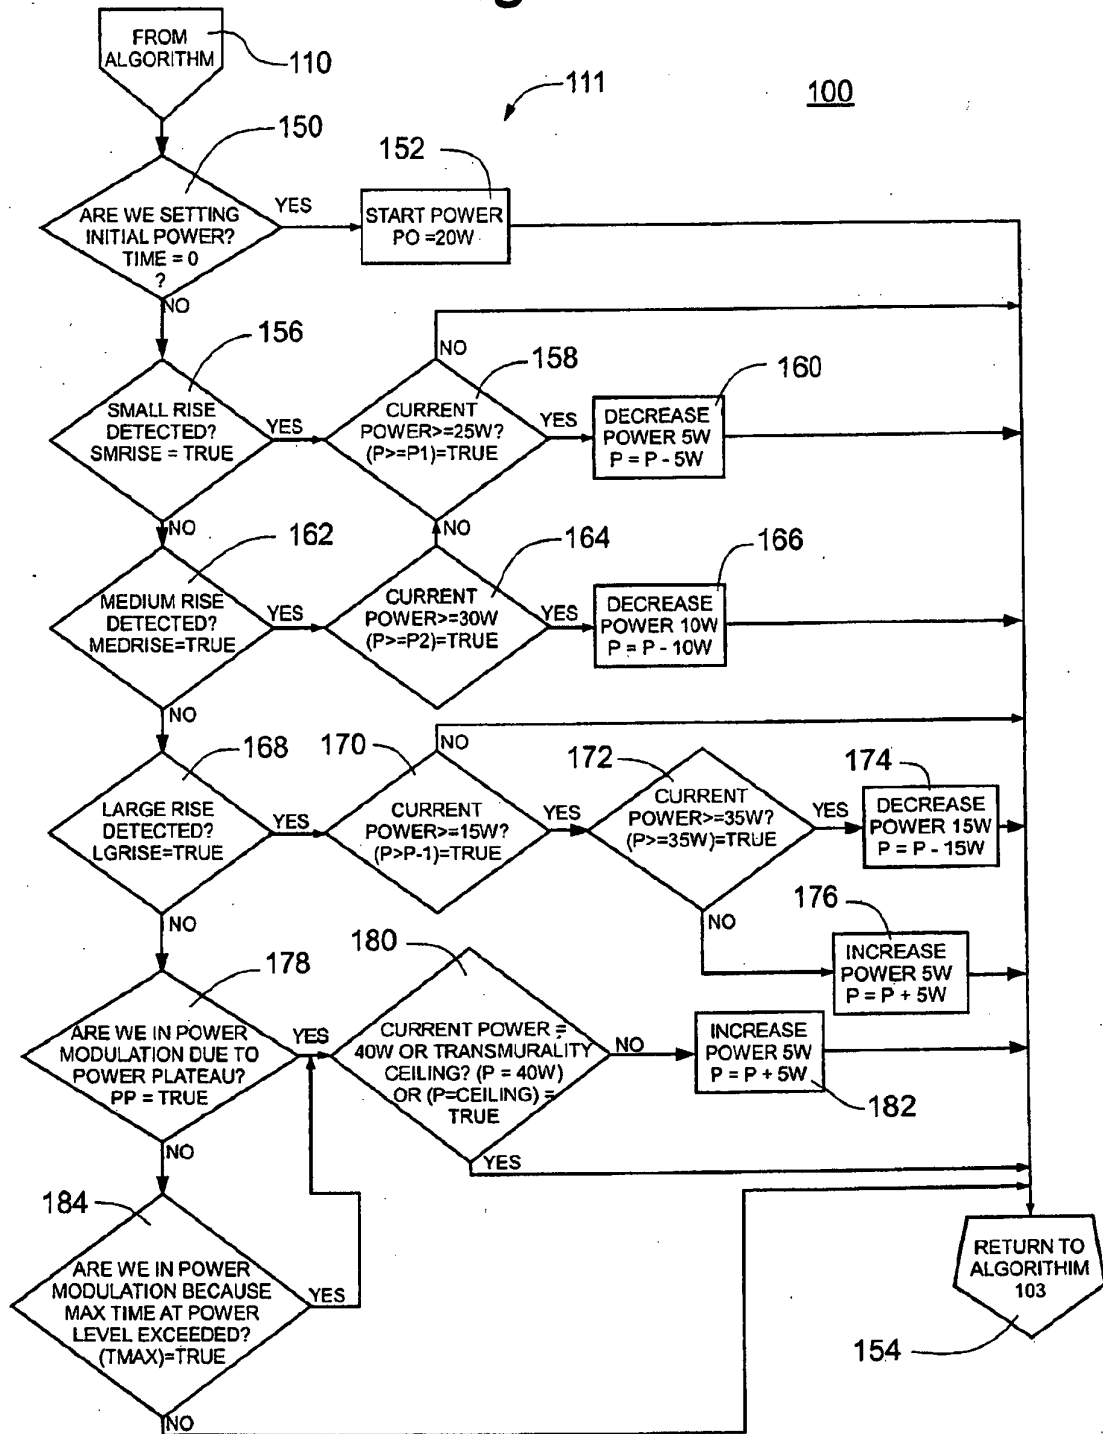 g
FROM
ALGORITHM
110
111
100
150
152
ARE WE SETTING
INITIAL POWER?
TIME = 0
?
YES
START POWER
PO =20W
NO
156
NO
158
160
SMALL RISE
DETECTED?
SMRISE = TRUE
YES
CURRENT
POWER>=25W?
(P>=P1)=TRUE
YES
DECREASE
POWER 5W
P = P - 5W
NO
NO
162
164
166
MEDIUM RISE
DETECTED?
MEDRISE=TRUE
YES
CURRENT
POWER>=30W
(P>=P2)=TRUE
YES
DECREASE
POWER 10W
P = P - 10W
NO
168
170
NO
172
174
LARGE RISE
DETECTED?
LGRISE=TRUE
YES
CURRENT
POWER>=15W?
(P>P-1)=TRUE
YES
CURRENT
POWER>=35W?
(P>=35W)=TRUE
YES
DECREASE
POWER 15W
P = P - 15W
NO
NO
176
INCREASE
POWER 5W
P = P + 5W
178
180
ARE WE IN POWER
MODULATION DUE TO
POWER PLATEAU?
PP = TRUE
YES
CURRENT POWER =
40W OR TRANSMURALITY
CEILING? (P = 40W)
OR (P=CEILING) =
TRUE
NO
INCREASE
POWER 5W
P = P + 5W
182
NO
YES
184
ARE WE IN POWER
MODULATION BECAUSE
MAX TIME AT POWER
LEVEL EXCEEDED?
(TMAX)=TRUE
YES
RETURN TO
ALGORITHIM
103
154
NO